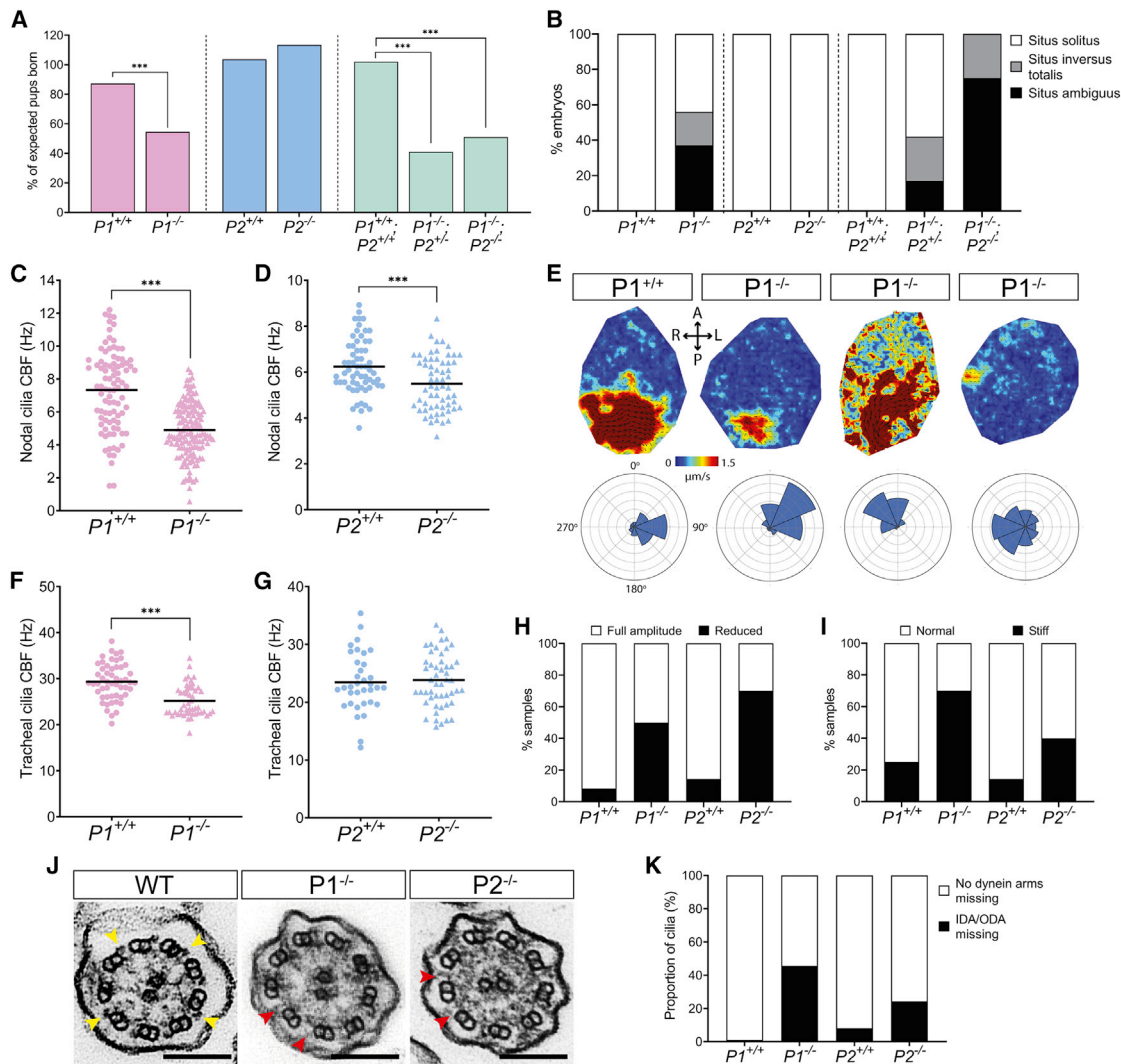 A
% of expected pups born
120
100
80
60
40
20
0
***
***
***
P1+/+
P1-/-
P2+/+
P2-/-
P1+/+; P2+/+
P1-/-; P2+/-
P1-/-; P2-/-
B
% embryos
100
80
60
40
20
0
Situs solitus
Situs inversus
totalis
Situs ambiguus
P1+/+
P1-/-
P2+/+
P2-/-
P1+/+; P2+/+
P1-/-; P2+/-
P1-/-; P2-/-
C
Nodal cilia CBF (Hz)
14
12
10
8
6
4
2
0
***
P1+/+
P1-/-
D
Nodal cilia CBF (Hz)
10
8
6
4
2
0
***
P2+/+
P2-/-
E
P1+/+
P1-/-
P1-/-
P1-/-
A
R
L
P
0
1.5
μm/s
0°
270°
90°
180°
F
Tracheal cilia CBF (Hz)
50
40
30
20
10
0
***
P1+/+
P1-/-
G
Tracheal cilia CBF (Hz)
40
30
20
10
0
P2+/+
P2-/-
H
Full amplitude
Reduced
% samples
100
80
60
40
20
0
P1+/+
P1-/-
P2+/+
P2-/-
I
Normal
Stiff
% samples
100
80
60
40
20
0
P1+/+
P1-/-
P2+/+
P2-/-
J
WT
P1-/-
P2-/-
K
Proportion of cilia (%)
100
80
60
40
20
0
No dynein arms
missing
IDA/ODA
missing
P1+/+
P1-/-
P2+/+
P2-/-